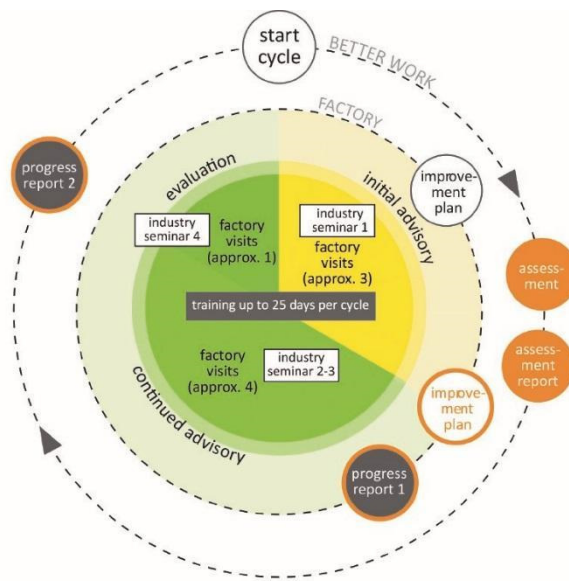 start
cycle
BETTER WORK
FACTORY
progress
report 2
evaluation
initial advisory
improve-
ment
plan
industry
seminar 4
factory
visits
(approx. 1)
industry
seminar 1
factory
visits
(approx. 3)
assess-
ment
training up to 25 days per cycle
assess-
ment
report
factory
visits
(approx. 4)
industry
seminar 2-3
improve-
ment
plan
continued advisory
progress
report 1